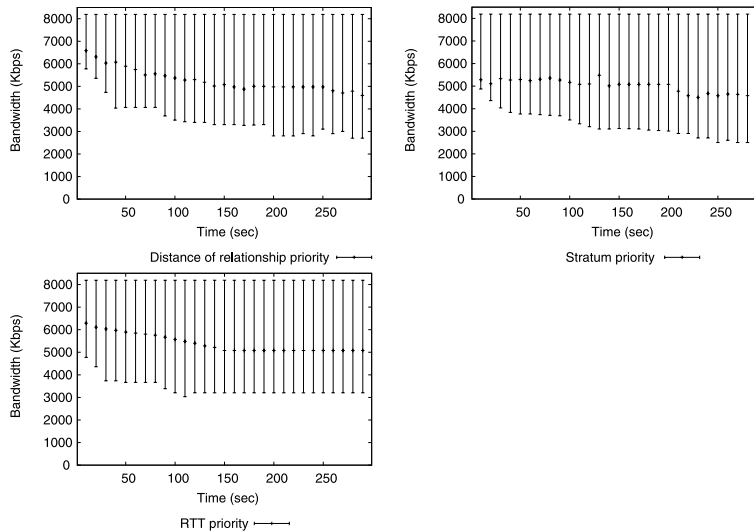 8000
7000
6000
5000
4000
3000
2000
1000
0
Bandwidth (Kbps)
50 100 150 200 250
Time (sec)
Distance of relationship priority
8000
7000
6000
5000
4000
3000
2000
1000
0
Bandwidth (Kbps)
50 100 150 200 250
Time (sec)
Stratum priority
8000
7000
6000
5000
4000
3000
2000
1000
0
Bandwidth (Kbps)
50 100 150 200 250
Time (sec)
RTT priority